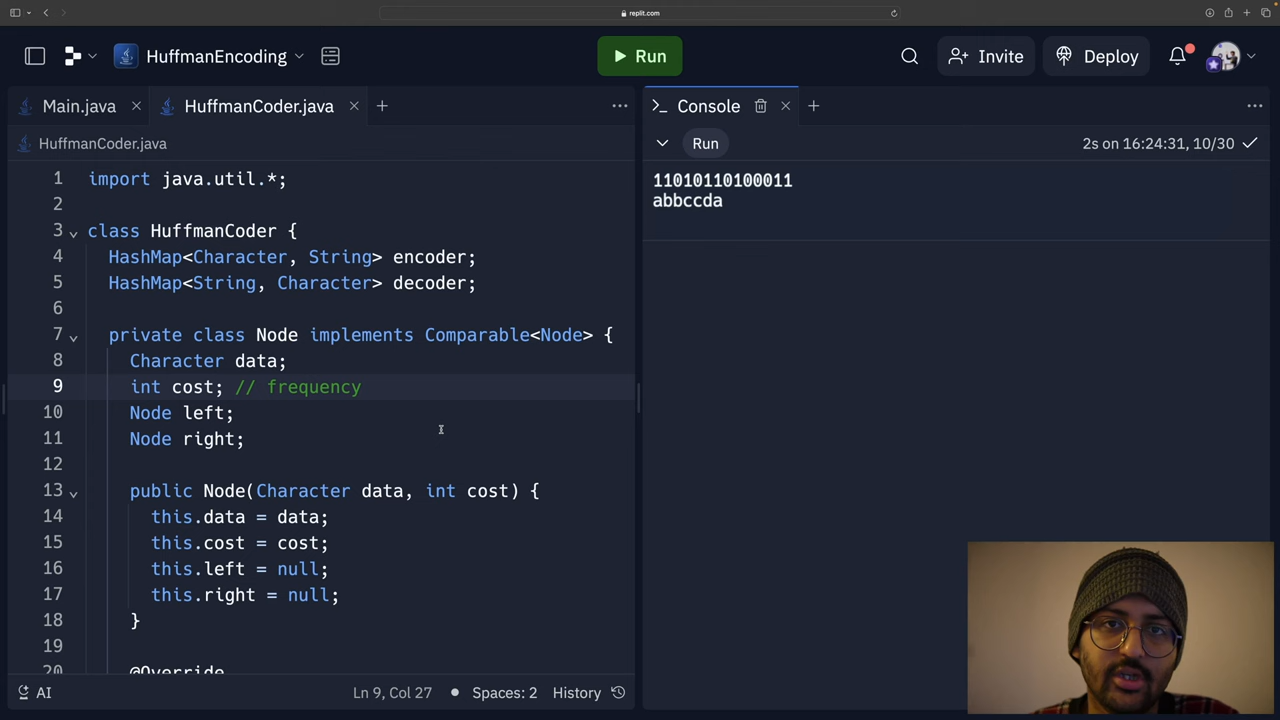 replit.com
HuffmanEncoding
Run
Invite
Deploy
Main.java
HuffmanCoder.java
HuffmanCoder.java
1 import java.util.*;
2
3 class HuffmanCoder {
4 HashMap<Character, String> encoder;
5 HashMap<String, Character> decoder;
6
7 private class Node implements Comparable<Node> {
8 Character data;
9 int cost; // frequency
10 Node left;
11 Node right;
12
13 public Node(Character data, int cost) {
14 this.data = data;
15 this.cost = cost;
16 this.left = null;
17 this.right = null;
18 }
19
20 @Override
AI
Ln 9, Col 27
Spaces: 2
History
Console
Run
2s on 16:24:31, 10/30
11010110100011
abbccda